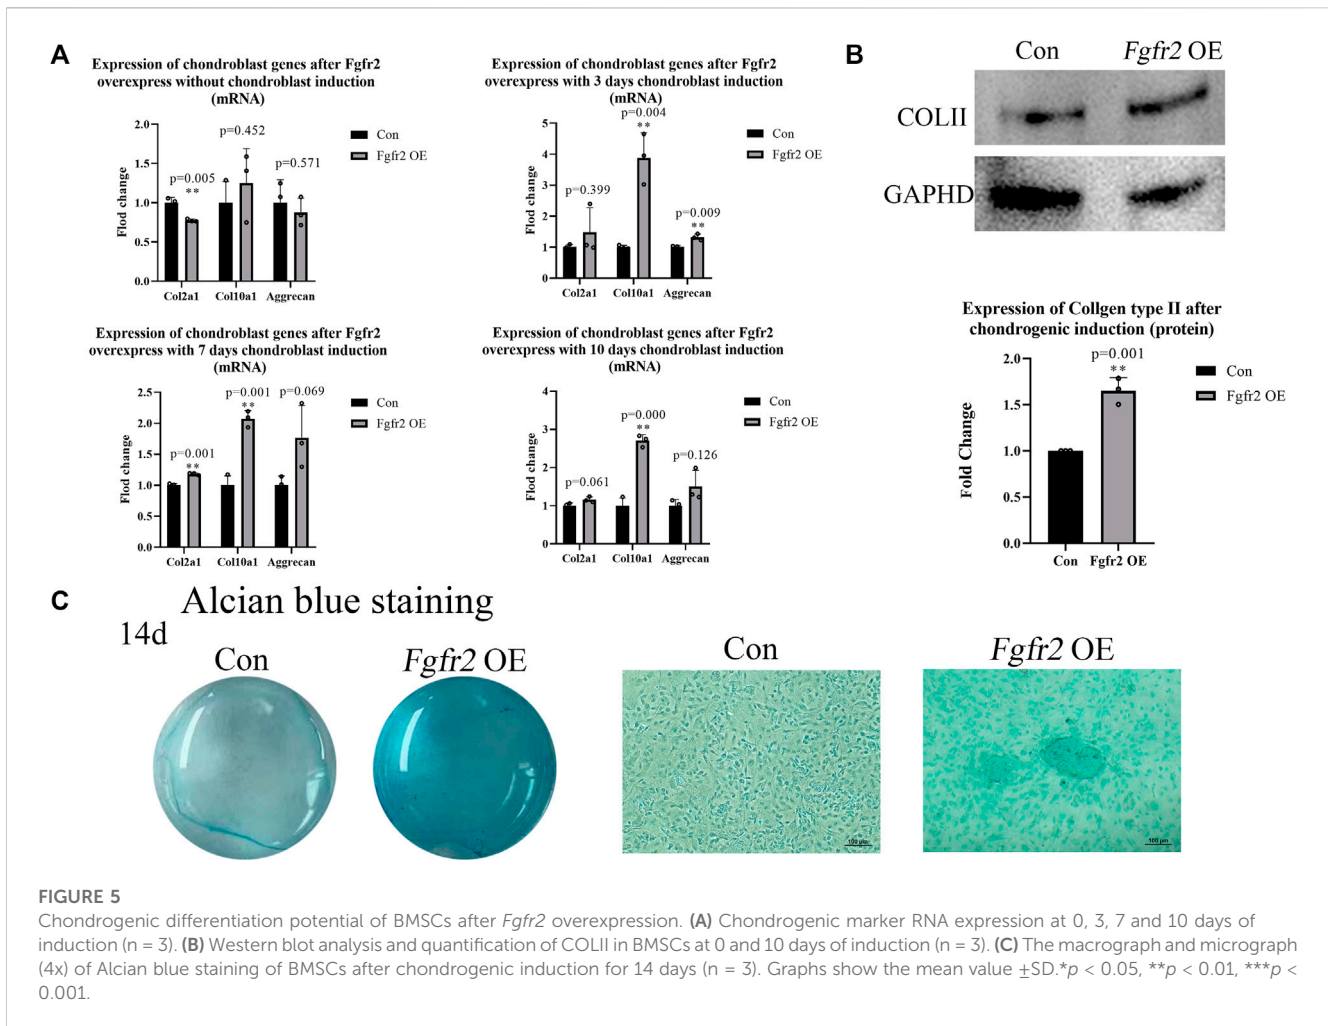 A
Expression of chondroblast genes after Fgfr2
overexpress without chondroblast induction
(mRNA)
2.0
1.5
1.0
0.5
0.0
Flod change
p=0.005
**
p=0.452
p=0.571
Col2a1 Col10a1 Aggrecan
Con
Fgfr2 OE
Expression of chondroblast genes after Fgfr2
overexpress with 3 days chondroblast induction
(mRNA)
5
4
3
2
1
0
Flod change
p=0.399
p=0.004
**
p=0.009
**
Col2a1 Col10a1 Aggrecan
Con
Fgfr2 OE
Expression of chondroblast genes after Fgfr2
overexpress with 7 days chondroblast induction
(mRNA)
2.5
2.0
1.5
1.0
0.5
0.0
Flod change
p=0.001
**
p=0.001
**
p=0.069
Col2a1 Col10a1 Aggrecan
Con
Fgfr2 OE
Expression of chondroblast genes after Fgfr2
overexpress with 10 days chondroblast induction
(mRNA)
4
3
2
1
0
Flod change
p=0.061
p=0.000
**
p=0.126
Col2a1 Col10a1 Aggrecan
Con
Fgfr2 OE
B
Con Fgfr2 OE
COLII
GAPHD
Expression of Collgen type II after
chondrogenic induction (protein)
2.0
1.5
1.0
0.5
0.0
Fold Change
p=0.001
**
Con Fgfr2 OE
Con
Fgfr2 OE
C
Alcian blue staining
14d
Con Fgfr2 OE
Con Fgfr2 OE
100 μm
100 μm
FIGURE 5
Chondrogenic differentiation potential of BMSCs after Fgfr2 overexpression. (A) Chondrogenic marker RNA expression at 0, 3, 7 and 10 days of
induction (n = 3). (B) Western blot analysis and quantification of COLII in BMSCs at 0 and 10 days of induction (n = 3). (C) The macrograph and micrograph
(4x) of Alcian blue staining of BMSCs after chondrogenic induction for 14 days (n = 3). Graphs show the mean value ±SD.*p < 0.05, **p < 0.01, ***p <
0.001.